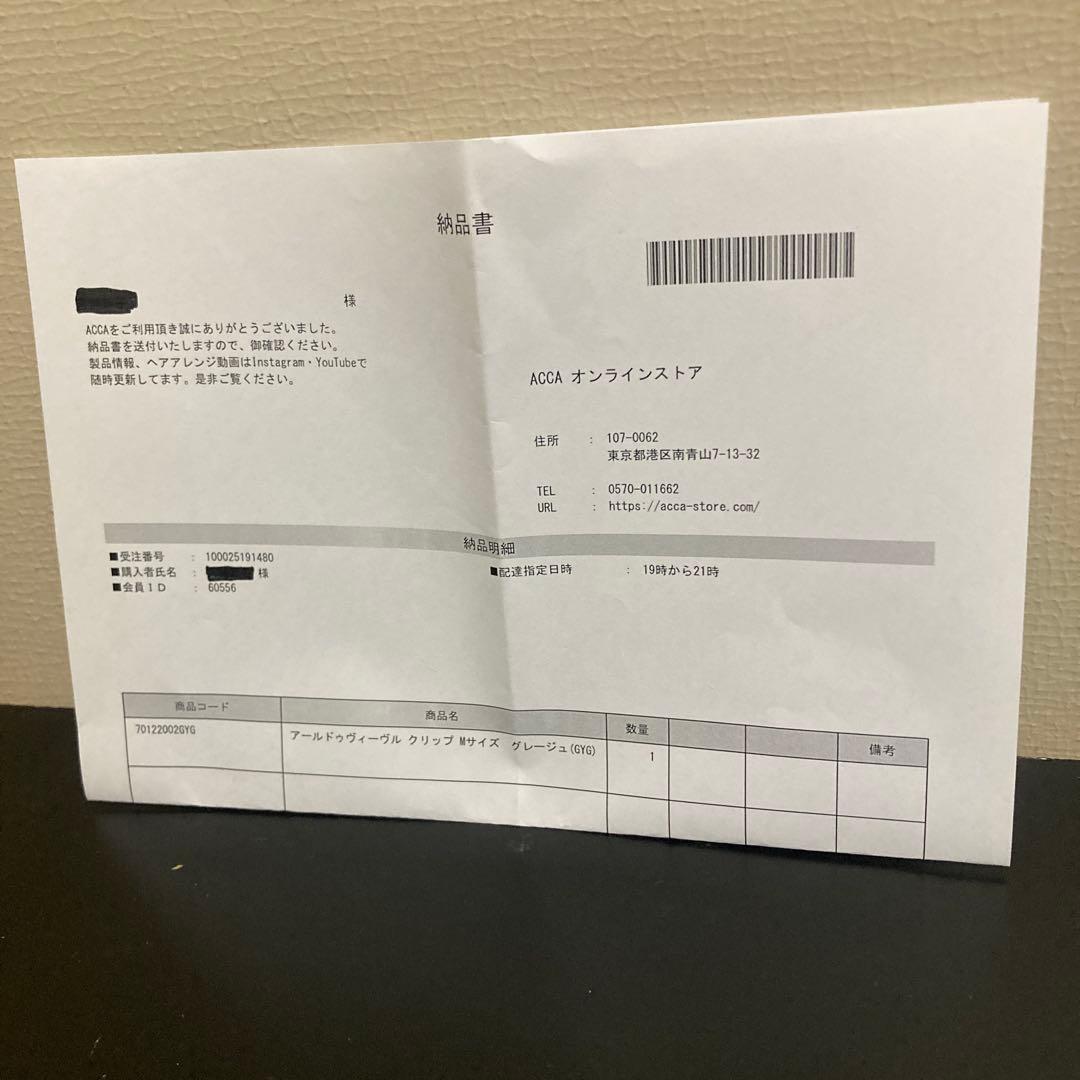 納品書
様
ACCAをご利用頂き誠にありがとうございました。
納品書を送付いたしますので、御確認ください。
製品情報、ヘアアレンジ動画はInstagram・YouTubeで
随時更新してます。是非ご覧ください。
ACCA オンラインストア
住所 : 107-0062
東京都港区南青山7-13-32
TEL : 0570-011662
URL : https://acca-store.com/
納品明細
■受注番号 : 100025191480
■購入者氏名 : 様
■会員ID : 60556
■配達指定日時 : 19時から21時
商品コード 商品名 数量 備考
70122002GYG アールドゥヴィーヴル クリップ Mサイズ グレージュ(GYG) 1